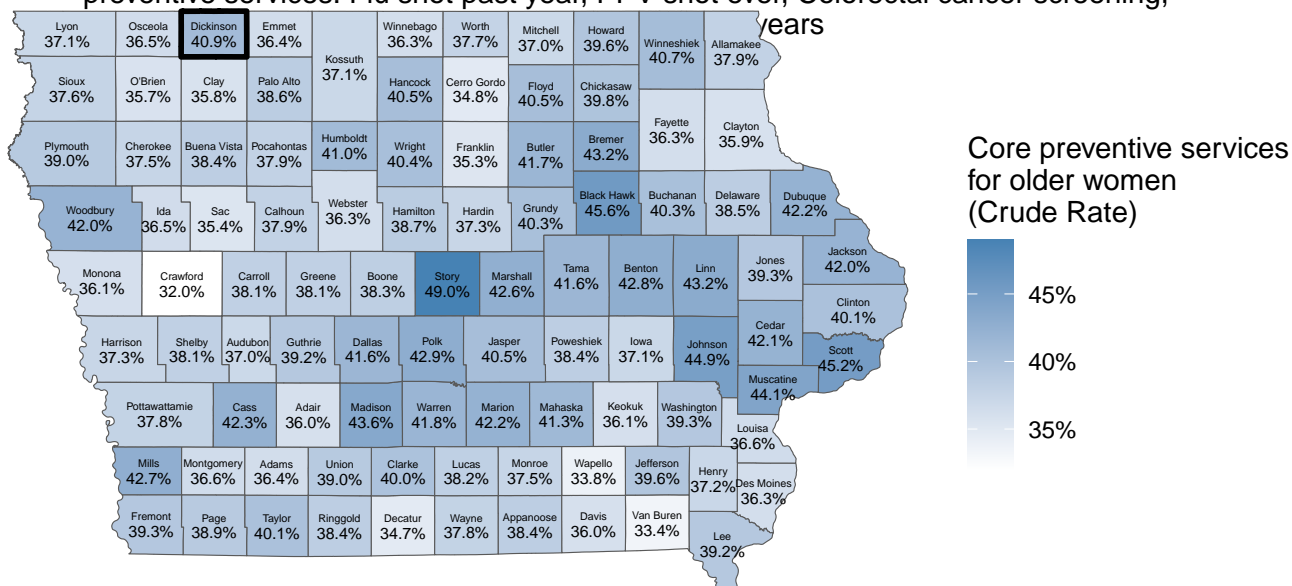 preventive services: Flu shot past year, PPV shot ever, Colorectal cancer screening,
years
Lyon
37.1%
Osceola
36.5%
Dickinson
40.9%
Emmet
36.4%
Kossuth
37.1%
Winnebago
36.3%
Worth
37.7%
Mitchell
37.0%
Howard
39.6%
Winneshiek
40.7%
Allamakee
37.9%
Sioux
37.6%
O'Brien
35.7%
Clay
35.8%
Palo Alto
38.6%
Hancock
40.5%
Cerro Gordo
34.8%
Floyd
40.5%
Chickasaw
39.8%
Fayette
36.3%
Clayton
35.9%
Plymouth
39.0%
Cherokee
37.5%
Buena Vista
38.4%
Pocahontas
37.9%
Humboldt
41.0%
Wright
40.4%
Franklin
35.3%
Butler
41.7%
Bremer
43.2%
Woodbury
42.0%
Ida
36.5%
Sac
35.4%
Calhoun
37.9%
Webster
36.3%
Hamilton
38.7%
Hardin
37.3%
Grundy
40.3%
Black Hawk
45.6%
Buchanan
40.3%
Delaware
38.5%
Dubuque
42.2%
Monona
36.1%
Crawford
32.0%
Carroll
38.1%
Greene
38.1%
Boone
38.3%
Story
49.0%
Marshall
42.6%
Tama
41.6%
Benton
42.8%
Linn
43.2%
Jones
39.3%
Jackson
42.0%
Clinton
40.1%
Harrison
37.3%
Shelby
38.1%
Audubon
37.0%
Guthrie
39.2%
Dallas
41.6%
Polk
42.9%
Jasper
40.5%
Poweshiek
38.4%
Iowa
37.1%
Johnson
44.9%
Cedar
42.1%
Scott
45.2%
Muscatine
44.1%
Pottawattamie
37.8%
Cass
42.3%
Adair
36.0%
Madison
43.6%
Warren
41.8%
Marion
42.2%
Mahaska
41.3%
Keokuk
36.1%
Washington
39.3%
Louisa
36.6%
Mills
42.7%
Montgomery
36.6%
Adams
36.4%
Union
39.0%
Clarke
40.0%
Lucas
38.2%
Monroe
37.5%
Wapello
33.8%
Jefferson
39.6%
Henry
37.2%
Des Moines
36.3%
Fremont
39.3%
Page
38.9%
Taylor
40.1%
Ringgold
38.4%
Decatur
34.7%
Wayne
37.8%
Appanoose
38.4%
Davis
36.0%
Van Buren
33.4%
Lee
39.2%
Core preventive services
for older women
(Crude Rate)
45%
40%
35%